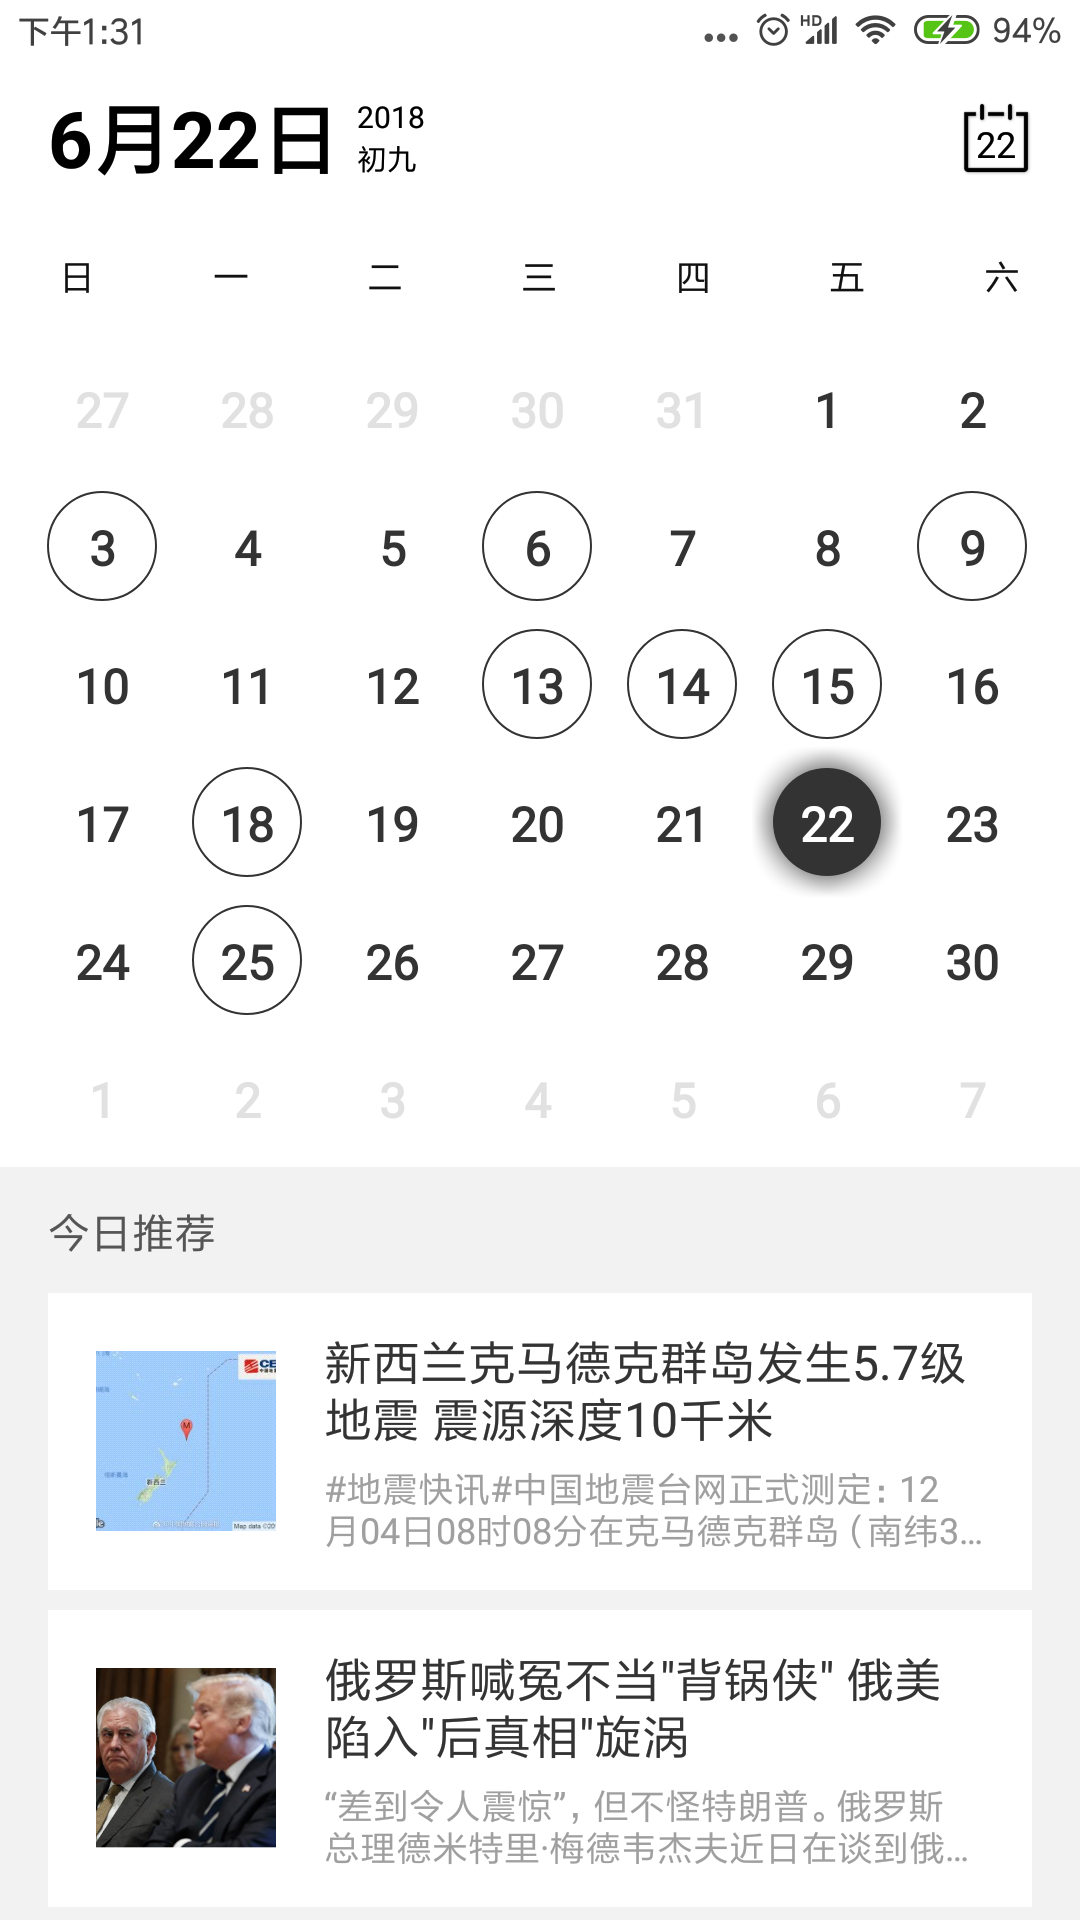 下午1:31
HD
94%
6月22日
2018
初九
22
日 一 二 三 四 五 六
27 28 29 30 31 1 2
3 4 5 6 7 8 9
10 11 12 13 14 15 16
17 18 19 20 21 22 23
24 25 26 27 28 29 30
1 2 3 4 5 6 7
今日推荐
新西兰克马德克群岛发生5.7级
地震 震源深度10千米
#地震快讯#中国地震台网正式测定：12
月04日08时08分在克马德克群岛（南纬3...
CE
M
新西兰
Map data ©20
俄罗斯喊冤不当"背锅侠" 俄美
陷入"后真相"旋涡
“差到令人震惊”，但不怪特朗普。俄罗斯
总理德米特里·梅德韦杰夫近日在谈到俄...